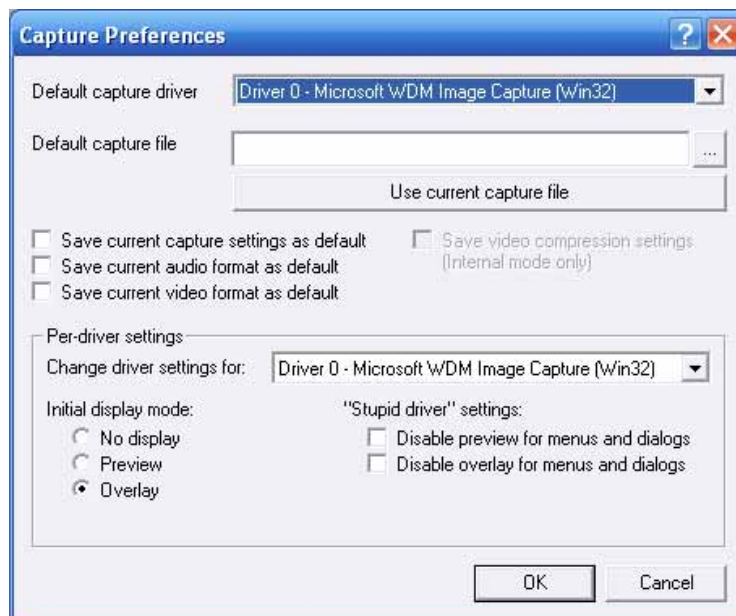 Capture Preferences
Default capture driver Driver 0 - Microsoft WDM Image Capture (Win32)
Default capture file ...
Use current capture file
Save current capture settings as default Save video compression settings
Save current audio format as default (Internal mode only)
Save current video format as default
Per-driver settings
Change driver settings for: Driver 0 - Microsoft WDM Image Capture (Win32)
Initial display mode: "Stupid driver" settings:
No display Disable preview for menus and dialogs
Preview Disable overlay for menus and dialogs
Overlay
OK Cancel